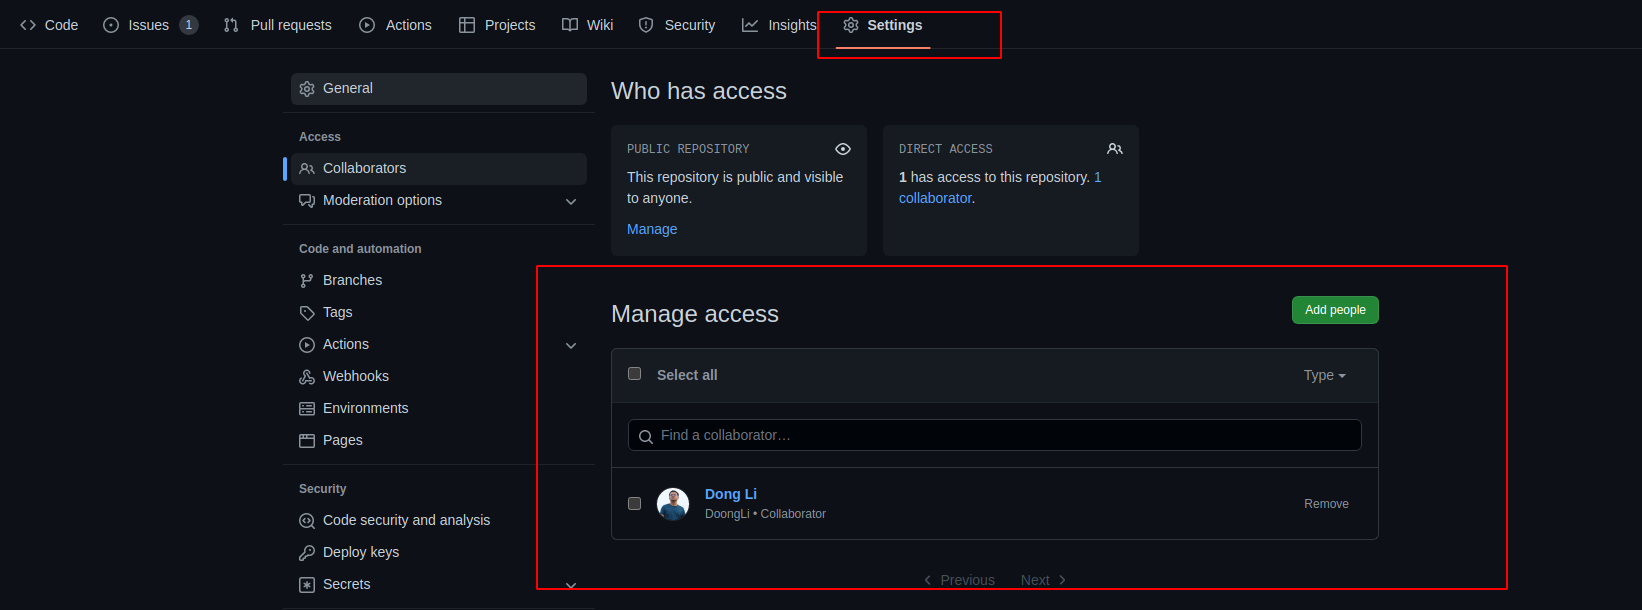 Code Issues 1 Pull requests Actions Projects Wiki Security Insights Settings
General
Access
Collaborators
Moderation options
Code and automation
Branches
Tags
Actions
Webhooks
Environments
Pages
Security
Code security and analysis
Deploy keys
Secrets
Who has access
PUBLIC REPOSITORY
This repository is public and visible
to anyone.
Manage
DIRECT ACCESS
1 has access to this repository. 1
collaborator.
Manage access
Add people
Select all
Type
Find a collaborator…
Dong Li
DoongLi • Collaborator
Remove
Previous Next